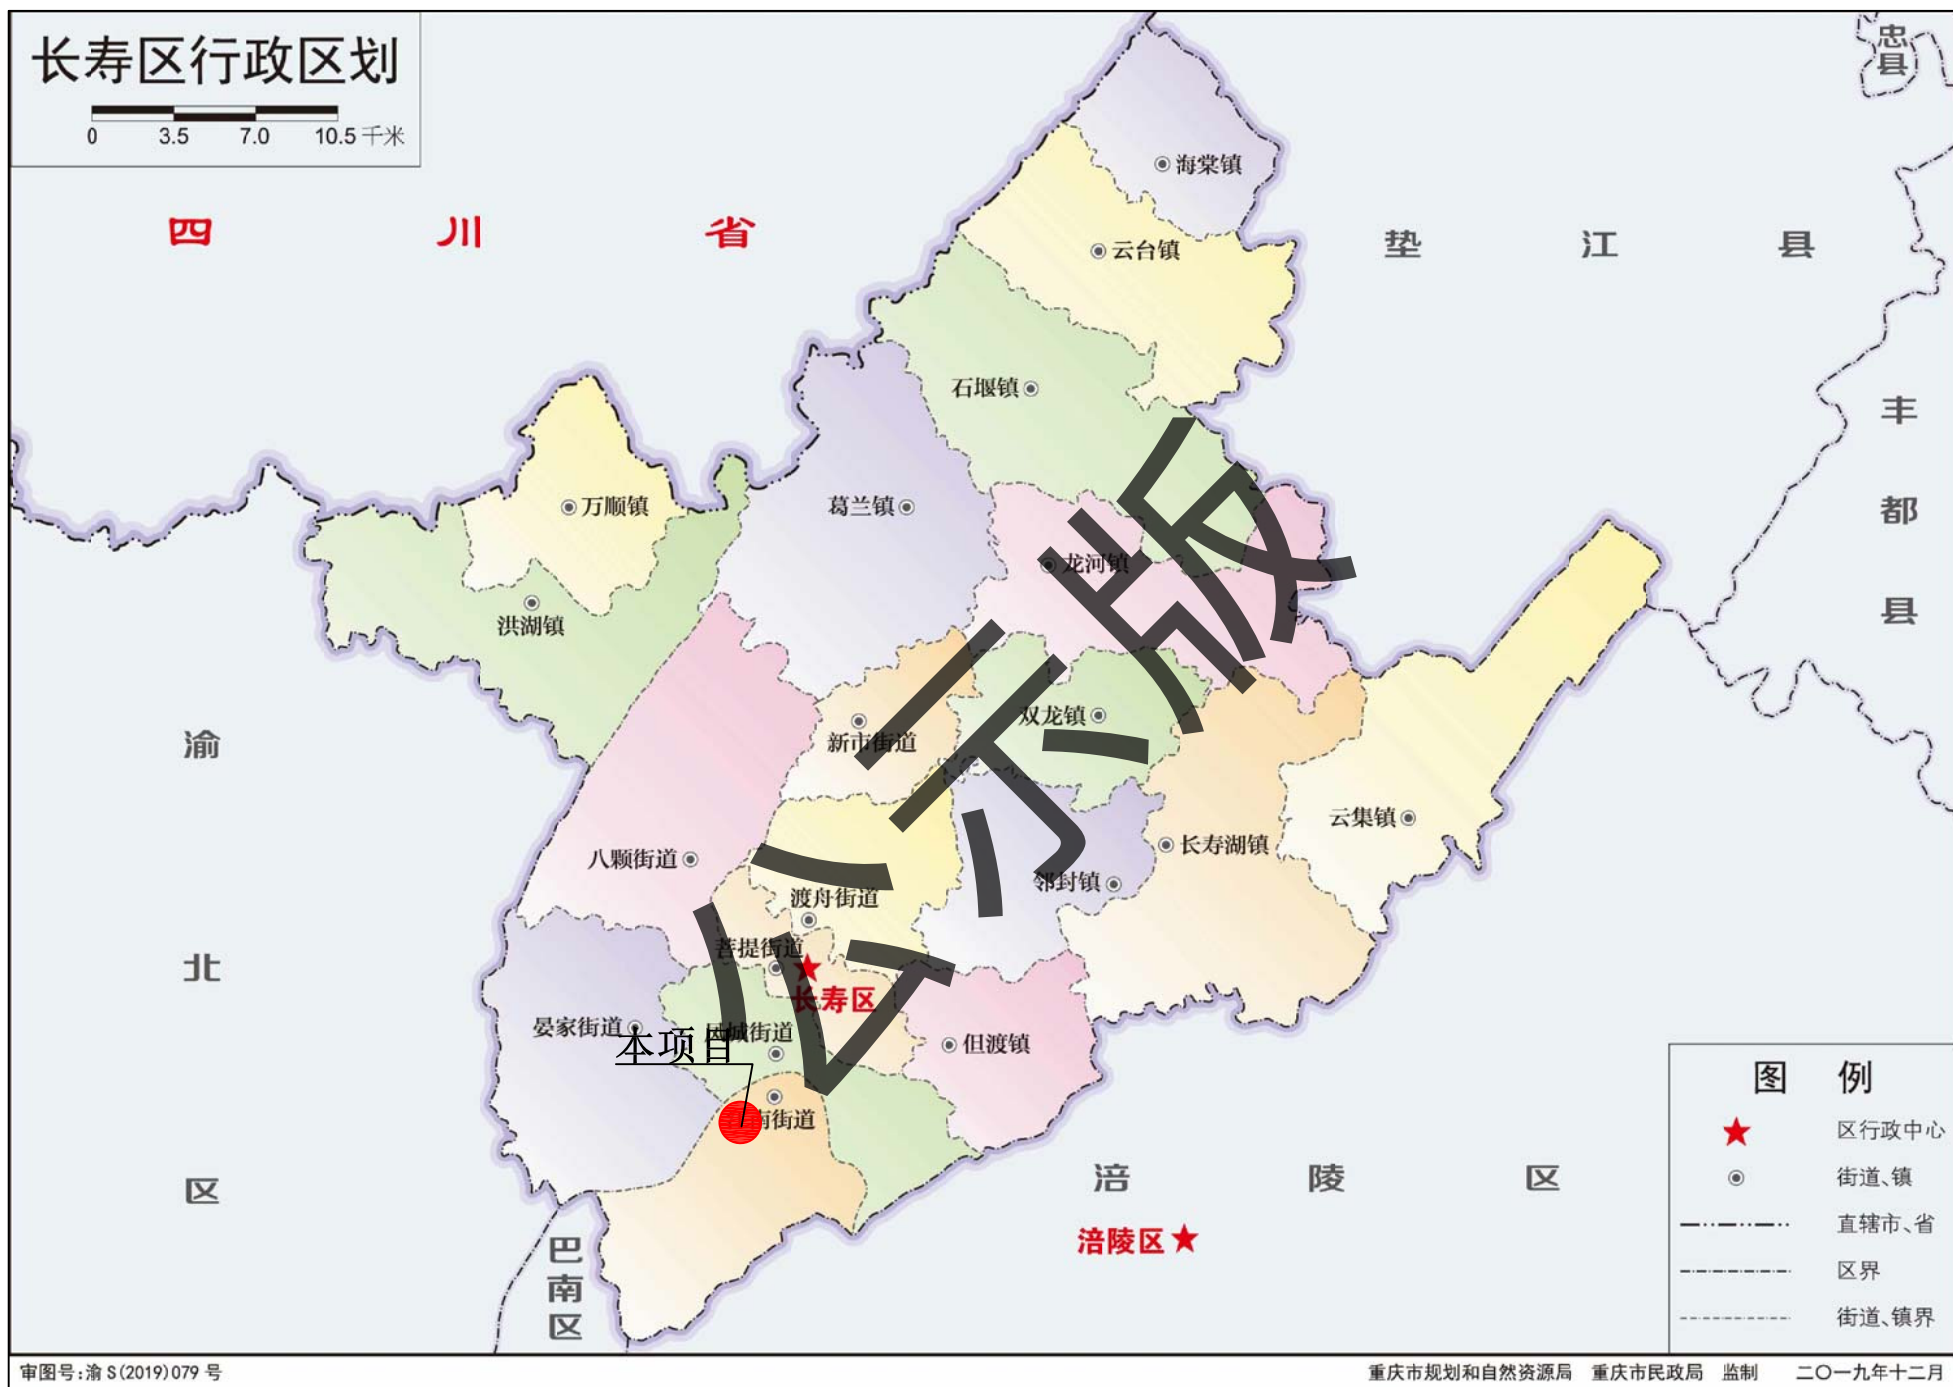 长寿区行政区划
0 3.5 7.0 10.5 千米
忠县
四川省
海棠镇
垫江县
云台镇
石堰镇
丰都县
万顺镇
葛兰镇
龙河镇
洪湖镇
双龙镇
新市街道
渝北区
云集镇
长寿湖镇
八颗街道
邻封镇
渡舟街道
菩提街道
长寿区
晏家街道
城街道
本项目
但渡镇
南街道
涪陵区
涪陵区
巴南区
公示版
图例
区行政中心
街道、镇
直辖市、省
区界
街道、镇界
审图号:渝S(2019)079号
重庆市规划和自然资源局 重庆市民政局 监制 二〇一九年十二月